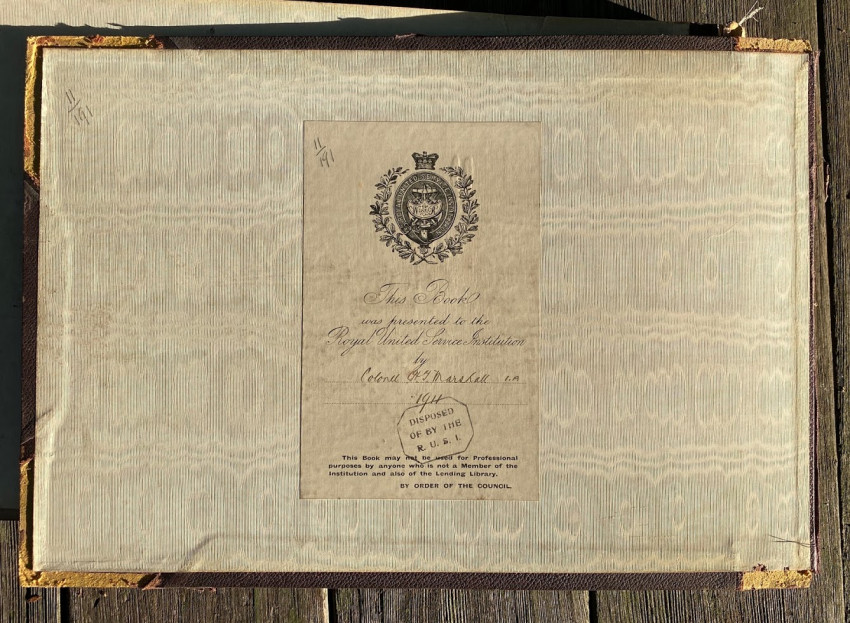 11
191
11
191
This Book
was presented to the
Royal United Service Institution
by
Colonel F. J. Marshall I.A
1911
DISPOSED
OF BY THE
R. U. S. I.
This Book may not be used for Professional
purposes by anyone who is not a Member of the
Institution and also of the Lending Library.
BY ORDER OF THE COUNCIL.